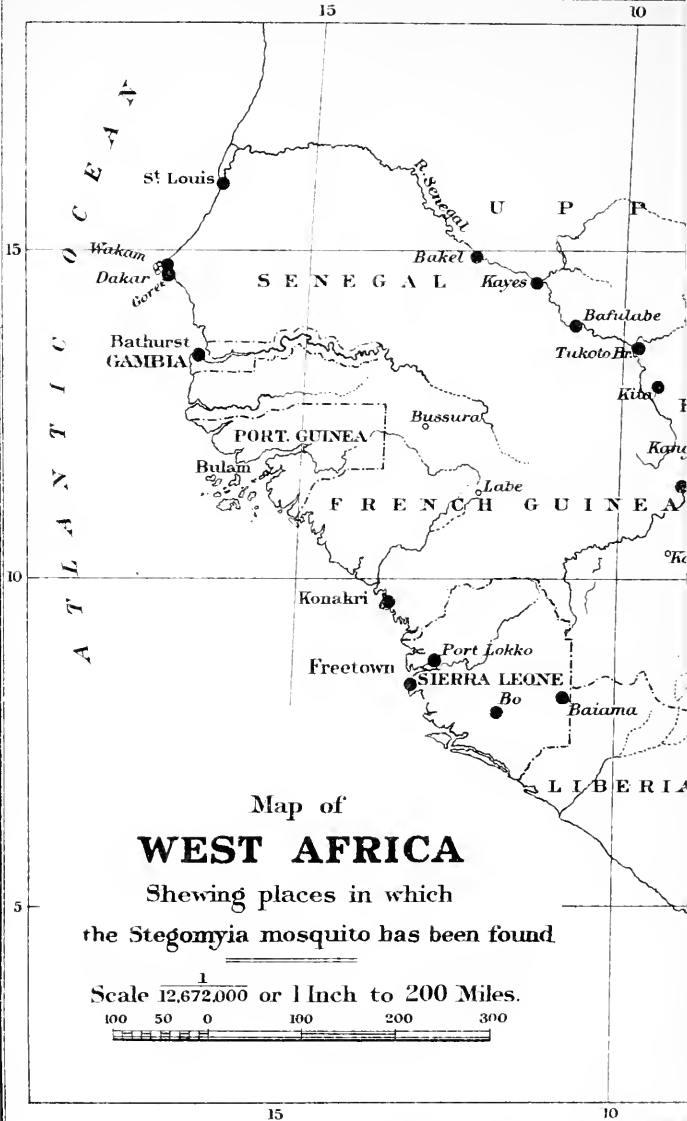 15 10
ATLANTIC OCEAN
St. Louis
R. Senegal
U P P
15
Wakam
Dakar
Goree
SENEGAL
Bakel
Kayes
Bafulabe
Tukoto Br.
Kita
Bathurst
GAMBIA
Bussura
PORT. GUINEA
Bulam
Labe
Kang
FRENCH GUINEA
Ko
10
Konakri
Port Lokko
Freetown
SIERRA LEONE
Bo
Baiama
LIBERIA
Map of
WEST AFRICA
Shewing places in which
5
the Stegomyia mosquito has been found
Scale 1/12,672,000 or 1 Inch to 200 Miles.
100 50 0 100 200 300
15 10